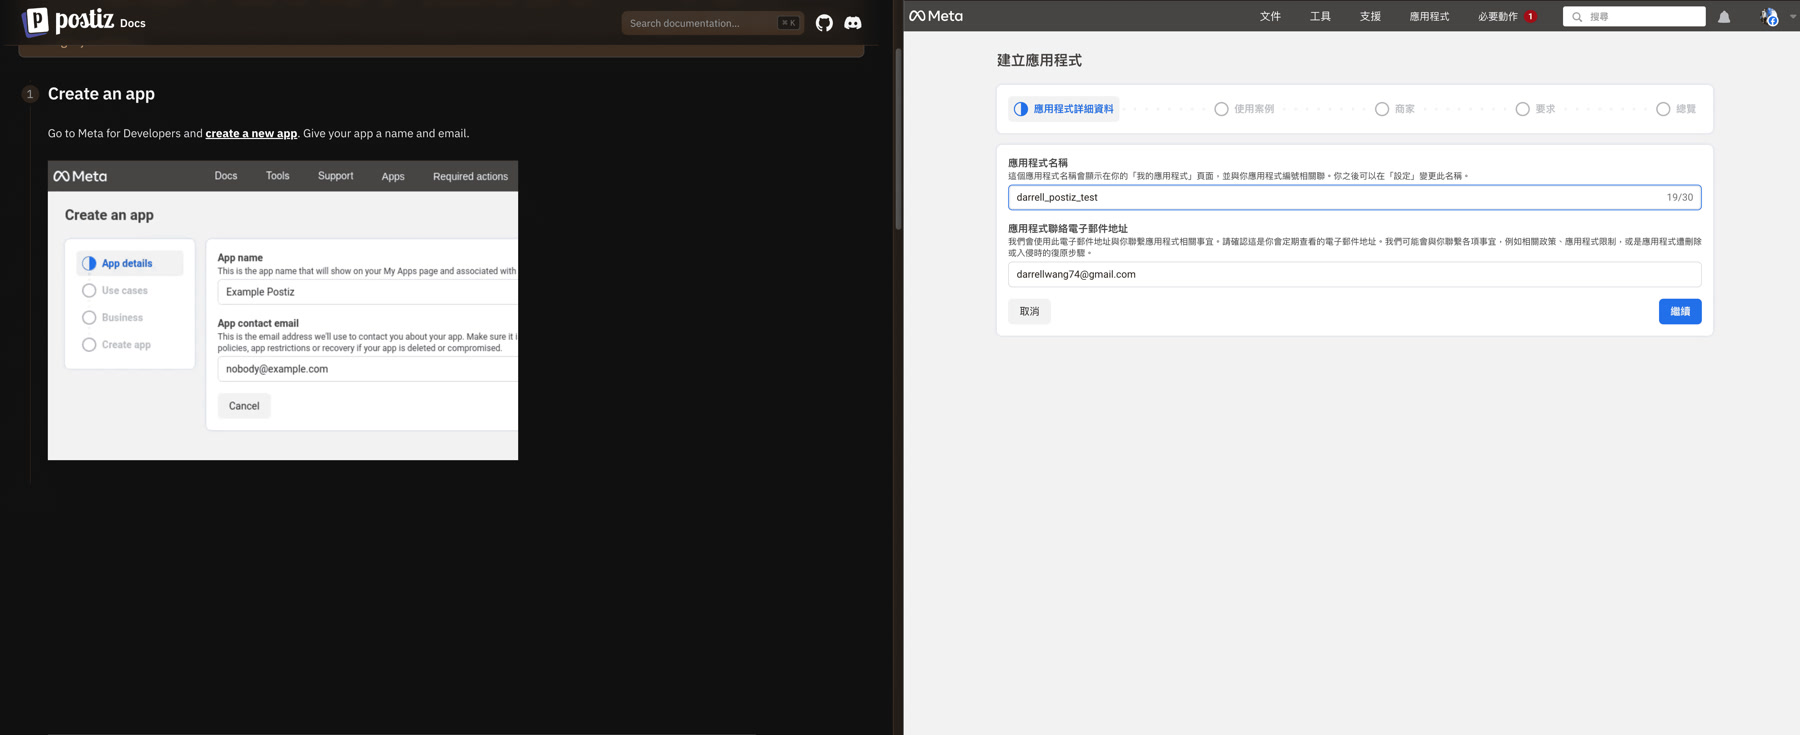 postiz Docs
Search documentation...
⌘ K
1
Create an app
Go to Meta for Developers and create a new app. Give your app a name and email.
Meta
Docs
Tools
Support
Apps
Required actions
Create an app
App details
Use cases
Business
Create app
App name
This is the app name that will show on your My Apps page and associated with
Example Postiz
App contact email
This is the email address we'll use to contact you about your app. Make sure it i
policies, app restrictions or recovery if your app is deleted or compromised.
nobody@example.com
Cancel
Meta
文件
工具
支援
應用程式
必要動作
1
搜尋
建立應用程式
應用程式詳細資料
使用案例
商家
要求
總覽
應用程式名稱
這個應用程式名稱會顯示在你的「我的應用程式」頁面，並與你應用程式編號相關聯。你之後可以在「設定」變更此名稱。
darrell_postiz_test
19/30
應用程式聯絡電子郵件地址
我們會使用此電子郵件地址與你聯繫應用程式相關事宜。請確認這是你會定期查看的電子郵件地址。我們可能會與你聯繫各項事宜，例如相關政策、應用程式限制，或是應用程式遭刪除
或入侵時的復原步驟。
darrellwang74@gmail.com
取消
繼續